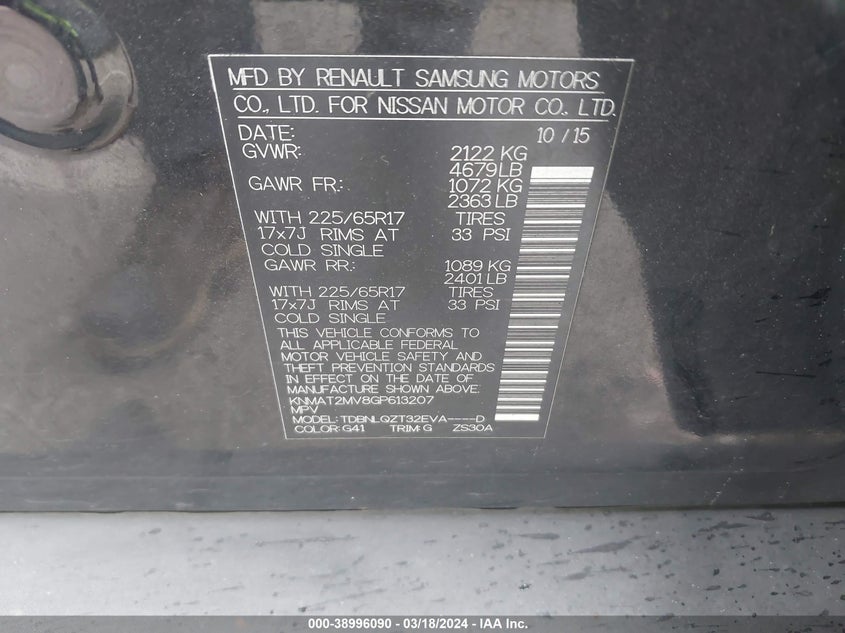 MFD BY RENAULT SAMSUNG MOTORS
CO., LTD. FOR NISSAN MOTOR CO., LTD.
DATE: 10 / 15
GVWR: 2122 KG
4679 LB
GAWR FR.: 1072 KG
2363 LB
WITH 225/65R17 TIRES
17x7J RIMS AT 33 PSI
COLD SINGLE
GAWR RR.: 1089 KG
2401 LB
WITH 225/65R17 TIRES
17x7J RIMS AT 33 PSI
COLD SINGLE
THIS VEHICLE CONFORMS TO
ALL APPLICABLE FEDERAL
MOTOR VEHICLE SAFETY AND
THEFT PREVENTION STANDARDS
IN EFFECT ON THE DATE OF
MANUFACTURE SHOWN ABOVE.
KNMAT2MV8GP613207
MPV
MODEL: TDBNLQZT32EVA----D
COLOR: G41 TRIM: G ZS30A
000-38996090 - 03/18/2024 - IAA Inc.